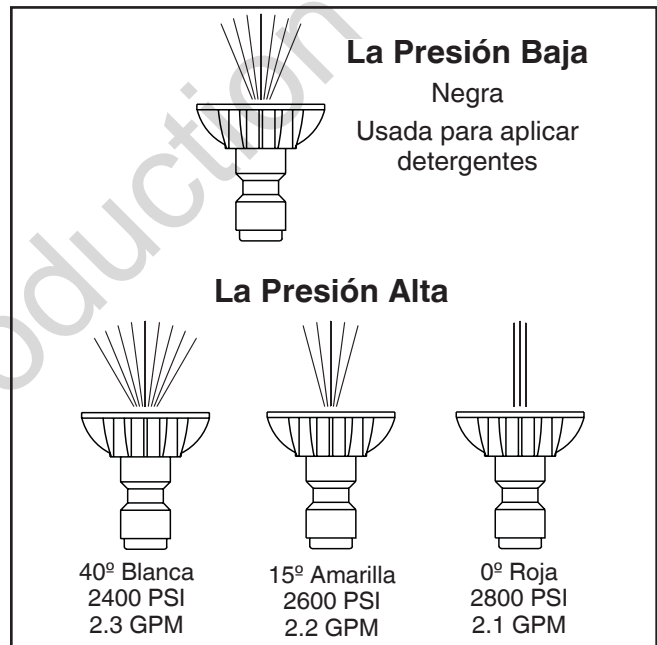 La Presión Baja
Negra
Usada para aplicar
detergentes
La Presión Alta
40º Blanca
2400 PSI
2.3 GPM
15º Amarilla
2600 PSI
2.2 GPM
0º Roja
2800 PSI
2.1 GPM